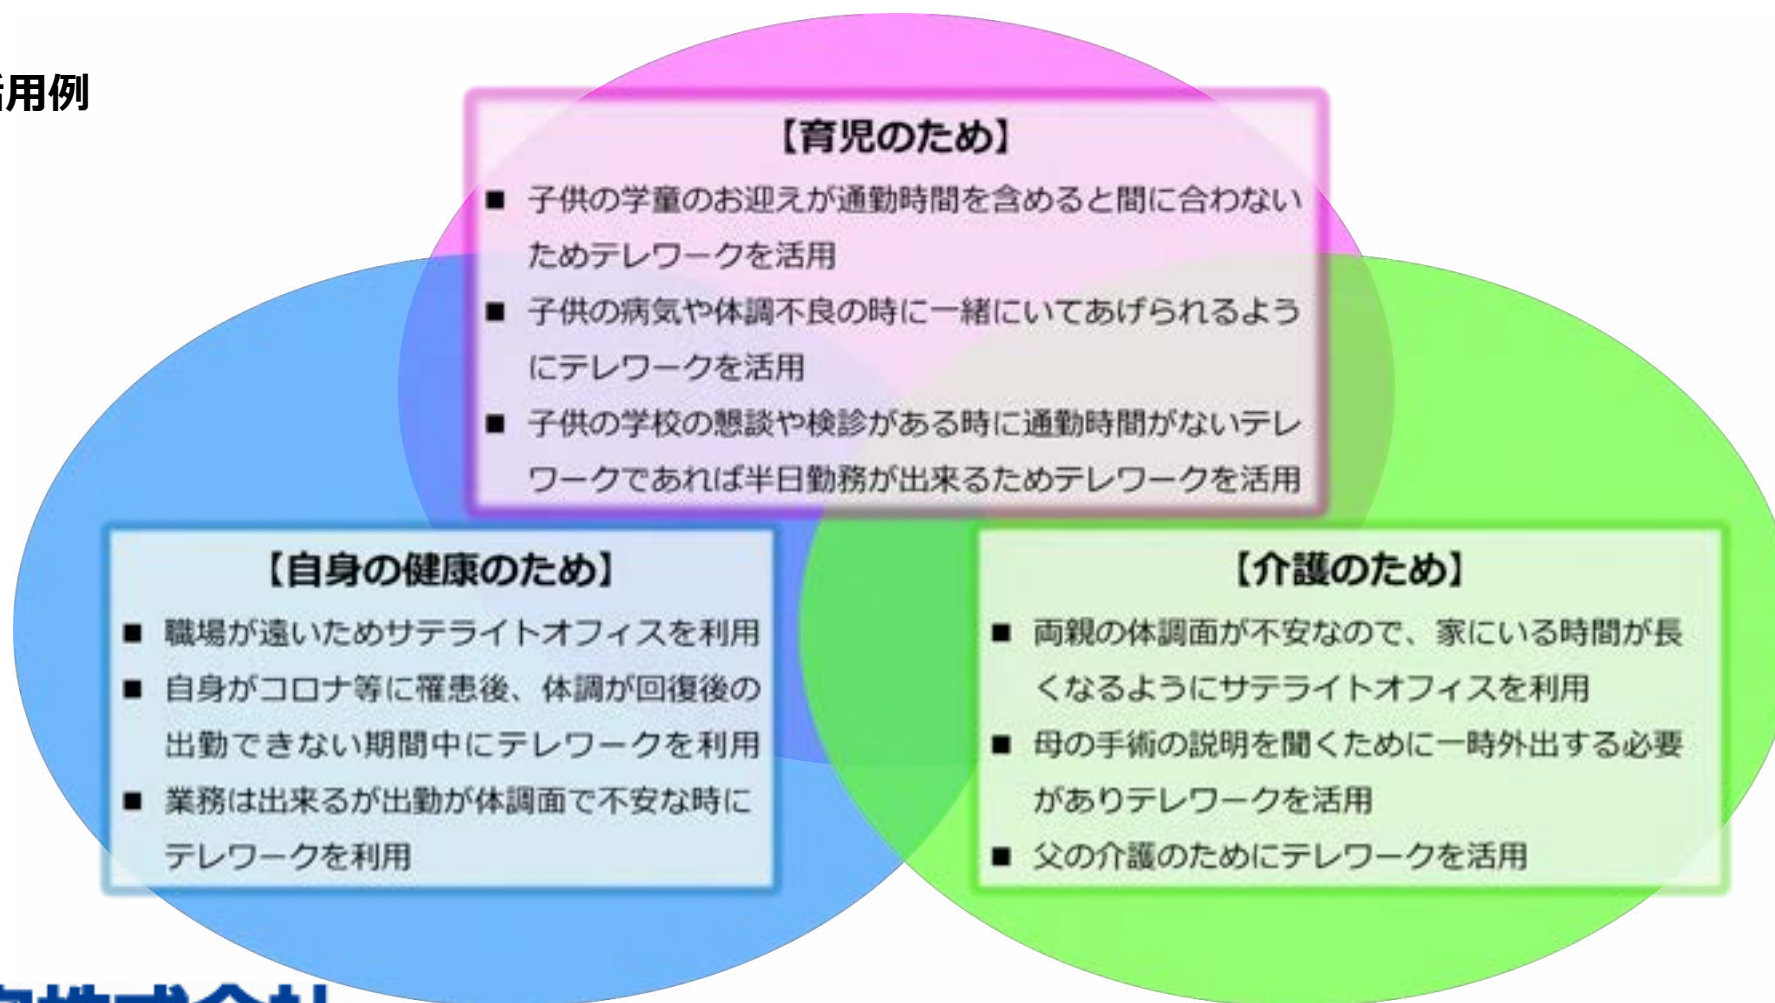 活用例
【育児のため】
■ 子供の学童のお迎えが通勤時間を含めると間に合わない
ためテレワークを活用
■ 子供の病気や体調不良の時に一緒にいてあげられるよう
にテレワークを活用
■ 子供の学校の懇談や検診がある時に通勤時間がないテレ
ワークであれば半日勤務が出来るためテレワークを活用
【自身の健康のため】
■ 職場が遠いためサテライトオフィスを利用
■ 自身がコロナ等に罹患後、体調が回復後の
出勤できない期間中にテレワークを利用
■ 業務は出来るが出勤が体調面で不安な時に
テレワークを利用
【介護のため】
■ 両親の体調面が不安なので、家にいる時間が長
くなるようにサテライトオフィスを利用
■ 母の手術の説明を聞くために一時外出する必要
がありテレワークを活用
■ 父の介護のためにテレワークを活用
株式会社